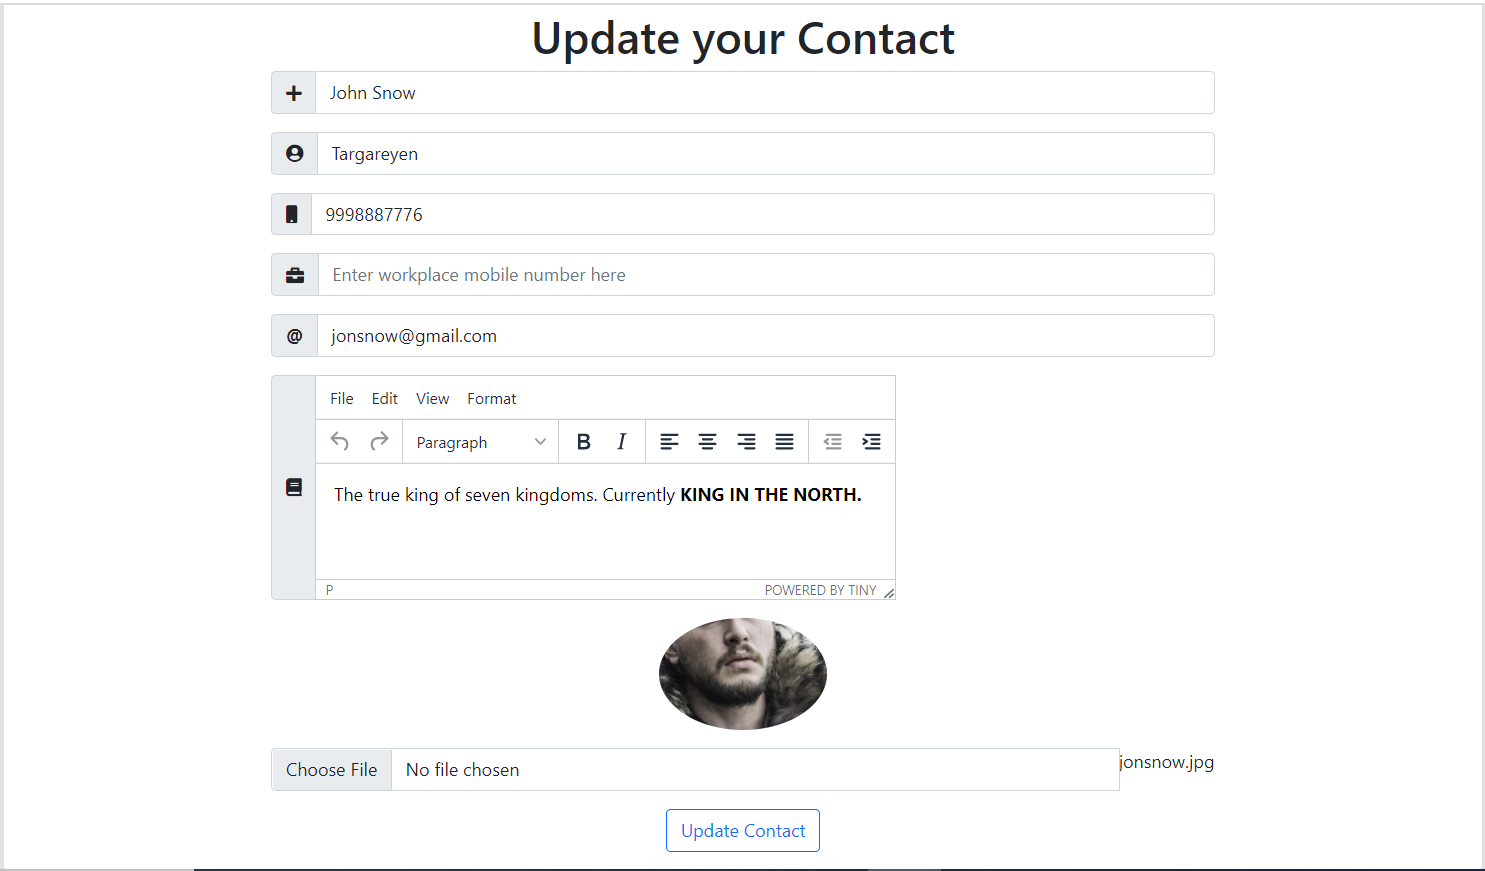 Update your Contact
John Snow
Targareyen
9998887776
Enter workplace mobile number here
@ jonsnow@gmail.com
File Edit View Format
Paragraph B I
The true king of seven kingdoms. Currently KING IN THE NORTH.
P POWERED BY TINY
Choose File No file chosen jonsnow.jpg
Update Contact